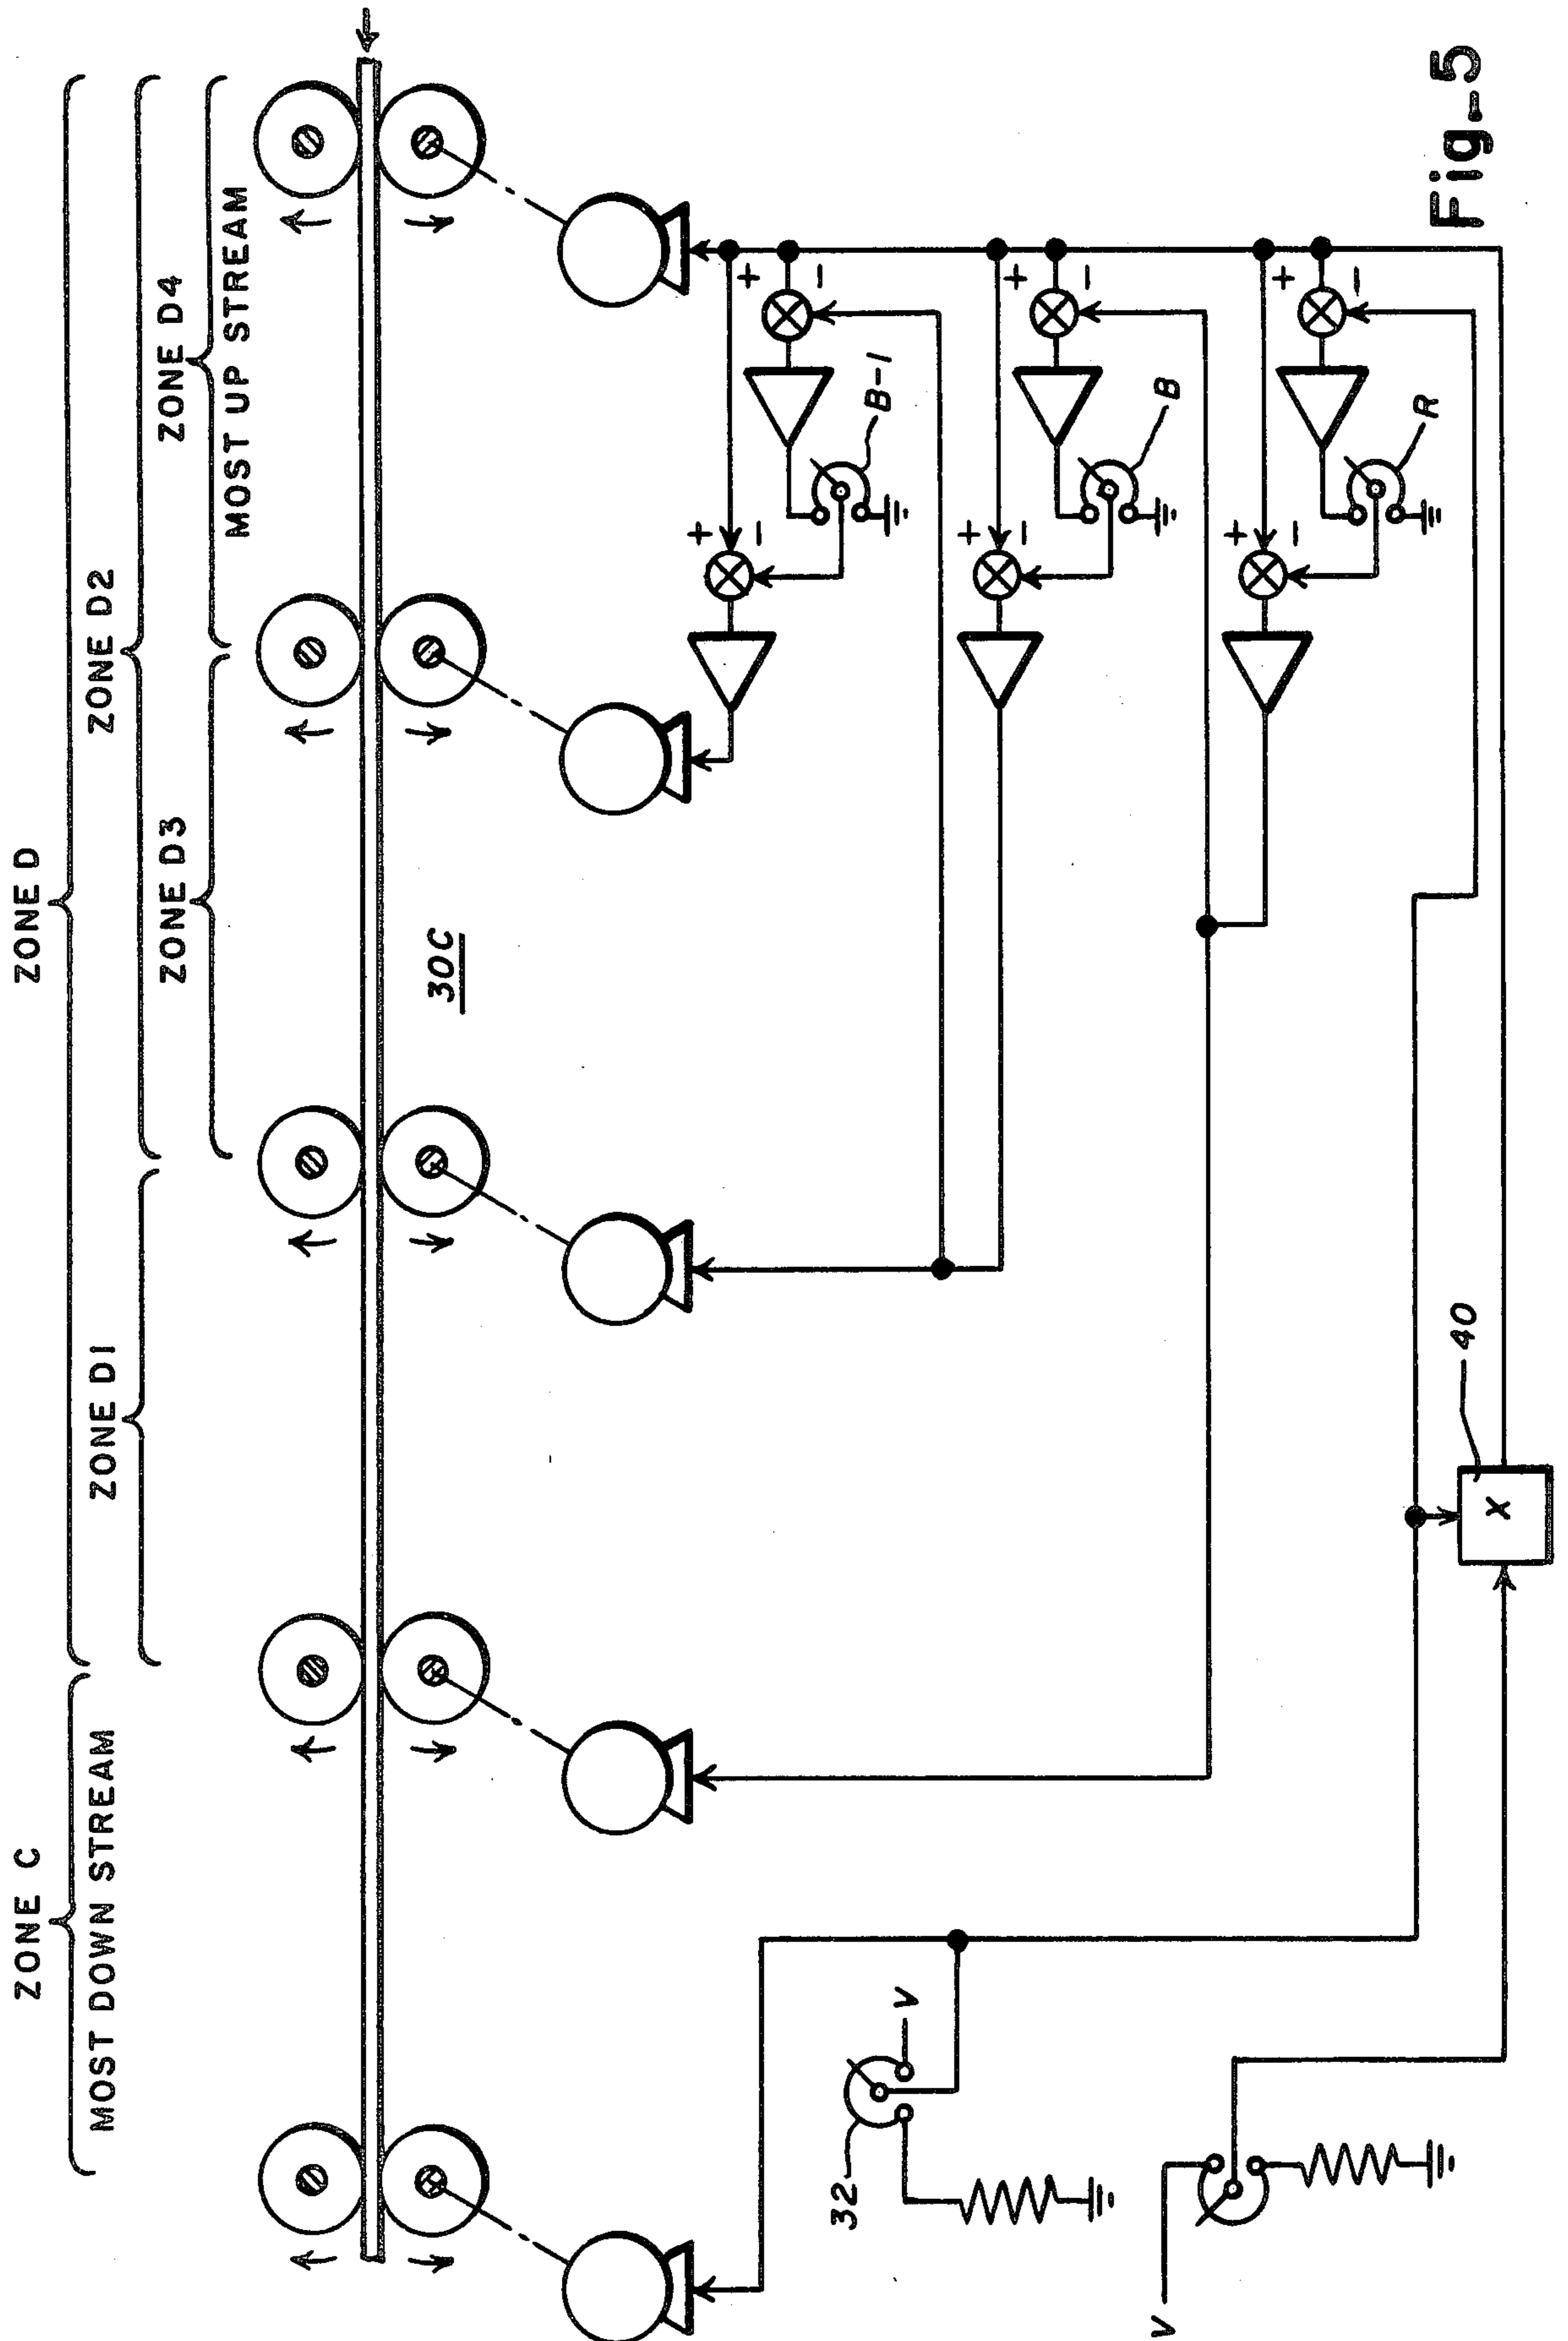 ZONE C
MOST DOWN STREAM
ZONE D
ZONE D1
ZONE D2
ZONE D3
ZONE D4
MOST UP STREAM
30C
+
-
B-1
+
-
+
-
B
+
-
+
-
R
+
-
32
V
V
X
40
Fig-5